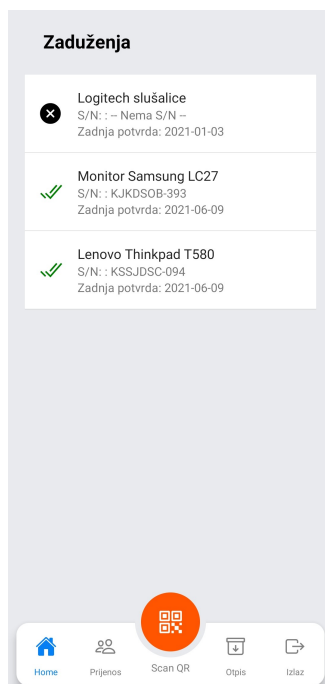 Zaduženja
Logitech slušalice
S/N: : -- Nema S/N --
Zadnja potvrda: 2021-01-03
Monitor Samsung LC27
S/N: : KJKDSOB-393
Zadnja potvrda: 2021-06-09
Lenovo Thinkpad T580
S/N: : KSSJDSC-094
Zadnja potvrda: 2021-06-09
Home Prijenos Scan QR Otpis Izlaz